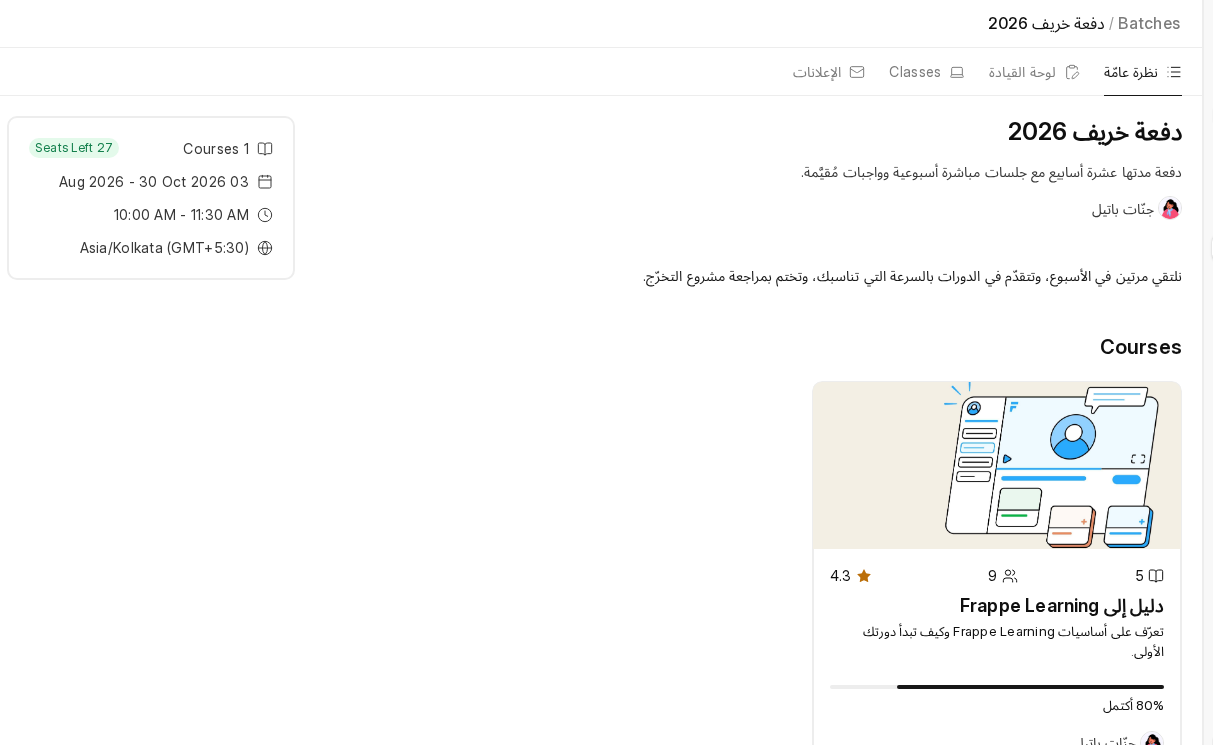 Batches / دفعة خريف 2026
نظرة عامّة
لوحة القيادة
Classes
الإعلانات
دفعة خريف 2026
دفعة مدتها عشرة أسابيع مع جلسات مباشرة أسبوعية وواجبات مُقيَّمة.
جنّات باتيل
نلتقي مرتين في الأسبوع، وتتقدّم في الدورات بالسرعة التي تناسبك، وتختم بمراجعة مشروع التخرّج.
1 Courses
27 Seats Left
03 Aug 2026 - 30 Oct 2026
10:00 AM - 11:30 AM
Asia/Kolkata (GMT+5:30)
Courses
5
9
4.3
دليل إلى Frappe Learning
تعرّف على أساسيات Frappe Learning وكيف تبدأ دورتك
الأولى.
80% أكتمل
جنّات باتيل